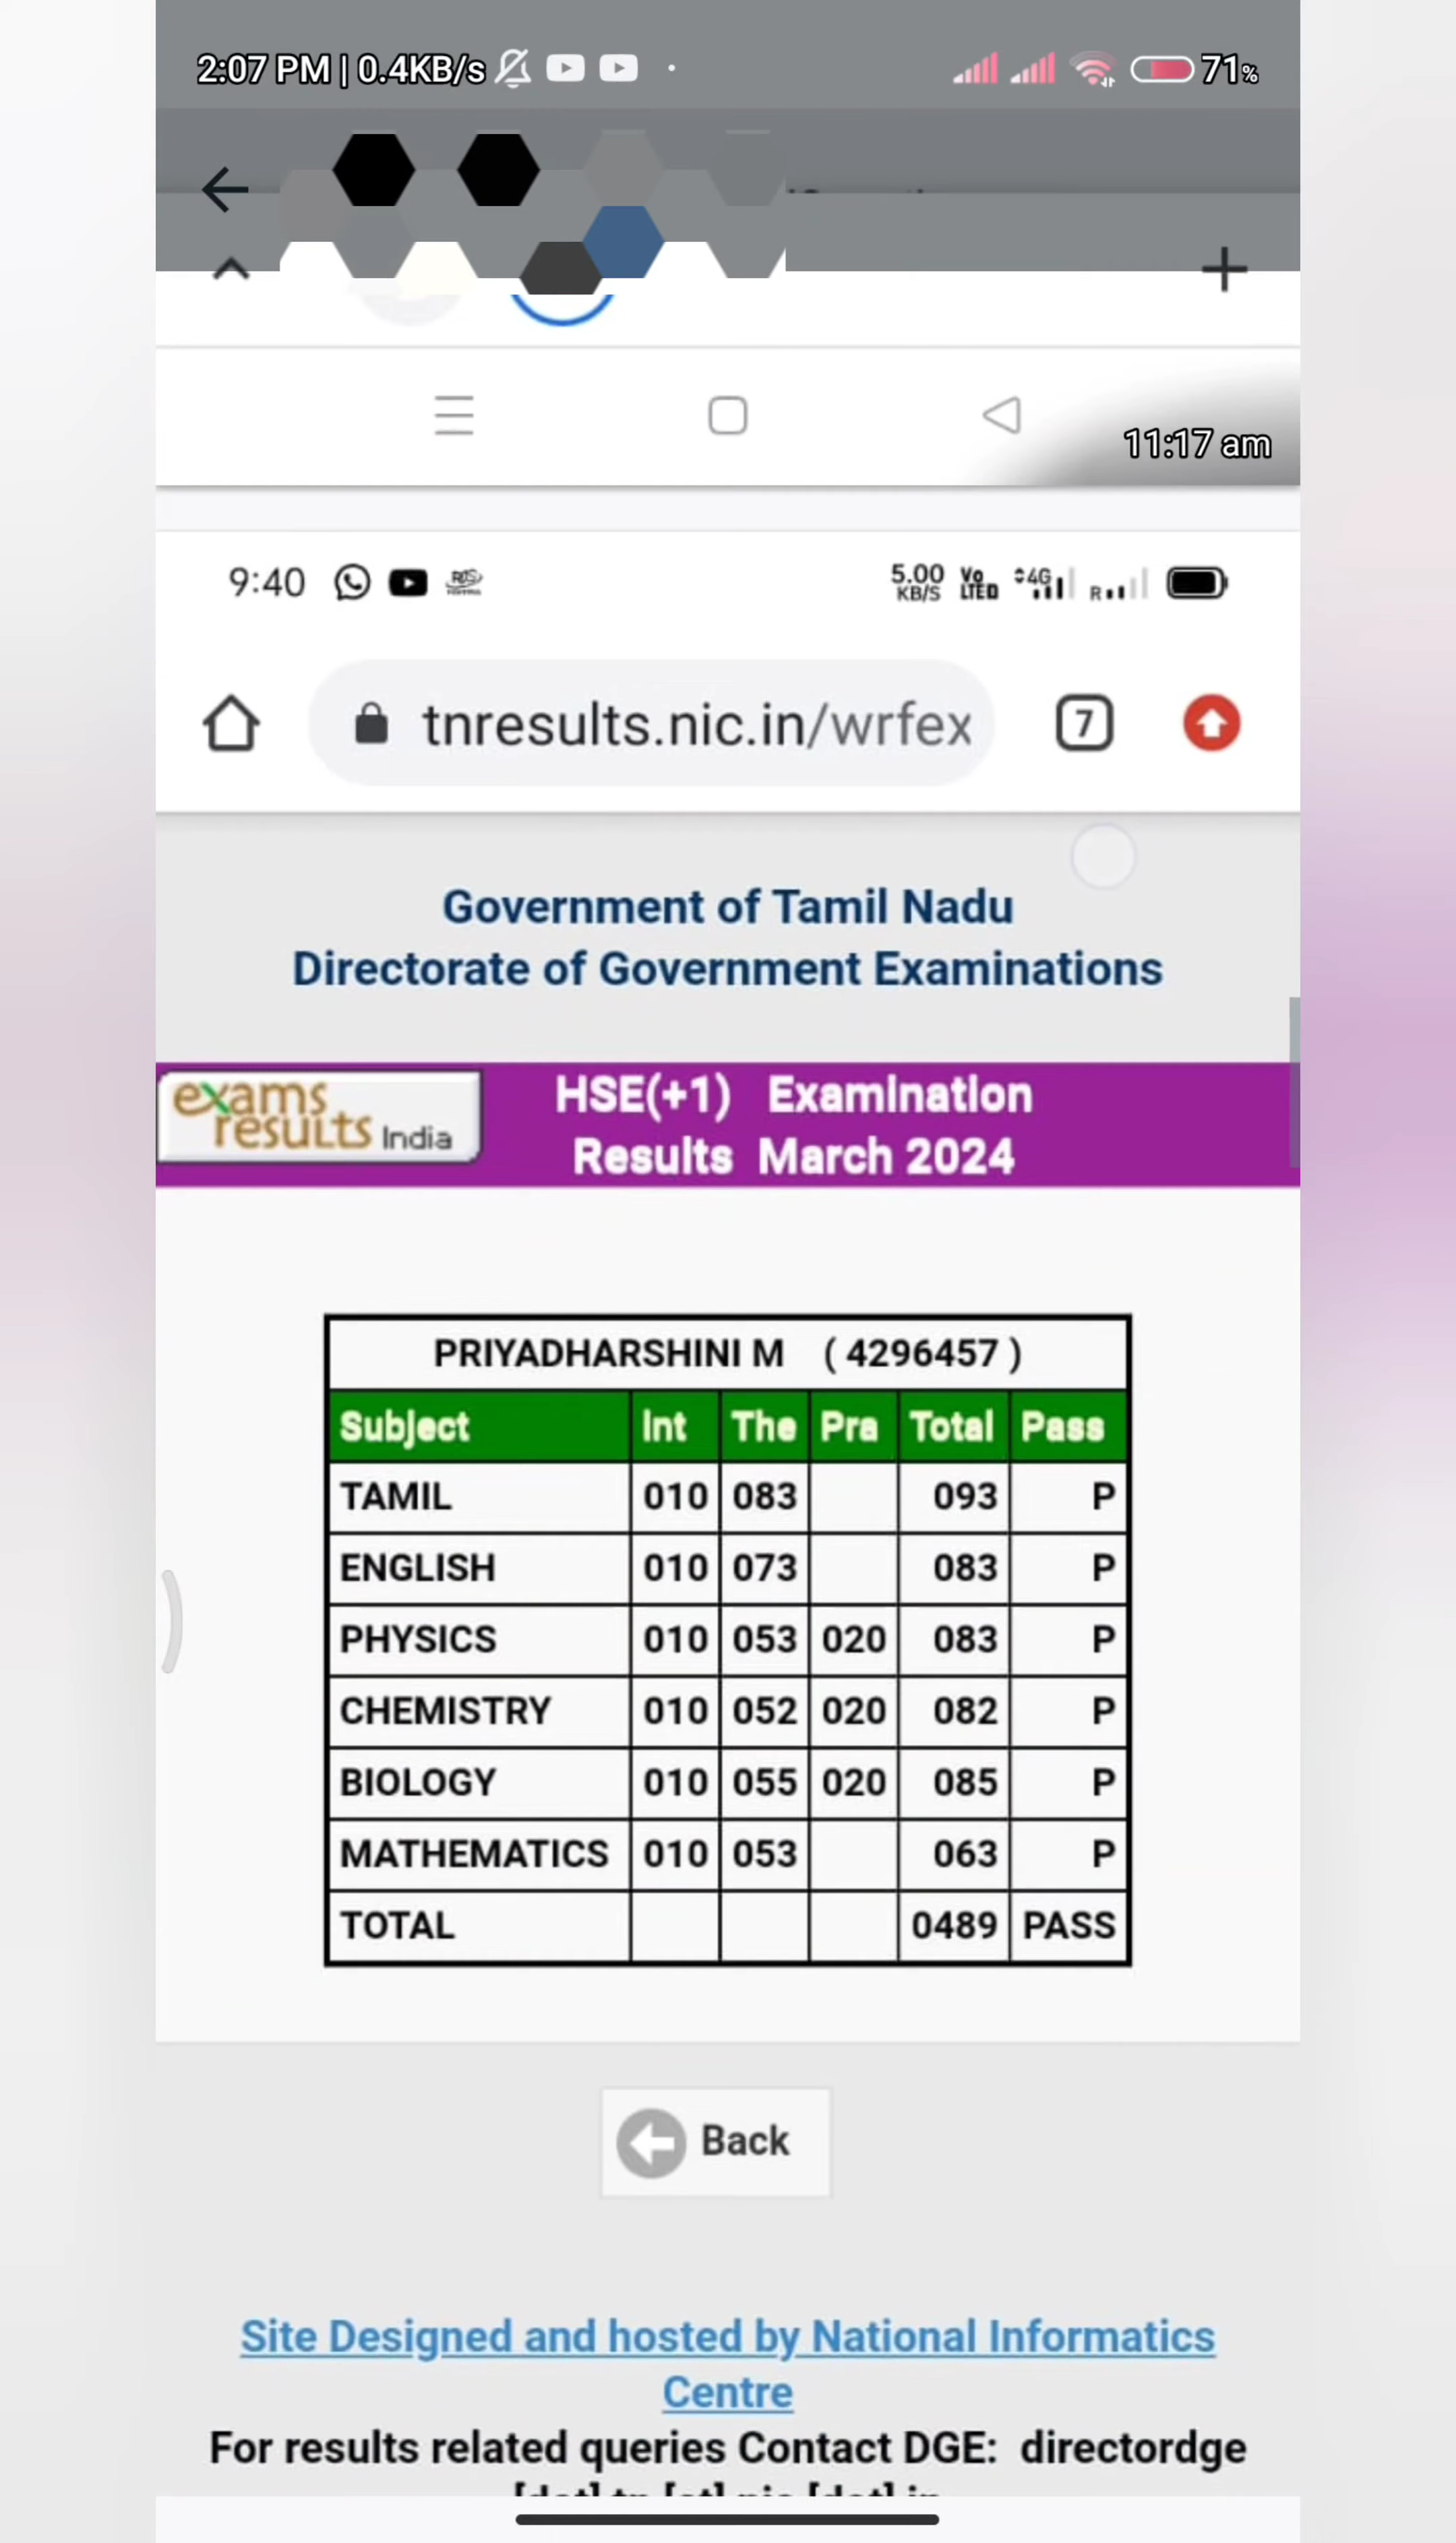 2:07 PM | 0.4KB/s 71%
11:17 am
9:40 5.00 KB/S Vo LTE 4G R
tnresults.nic.in/wrfex 7
Government of Tamil Nadu
Directorate of Government Examinations
exams results India
HSE(+1) Examination
Results March 2024
PRIYADHARSHINI M ( 4296457 )
Subject Int The Pra Total Pass
TAMIL 010 083 093 P
ENGLISH 010 073 083 P
PHYSICS 010 053 020 083 P
CHEMISTRY 010 052 020 082 P
BIOLOGY 010 055 020 085 P
MATHEMATICS 010 053 063 P
TOTAL 0489 PASS
Back
Site Designed and hosted by National Informatics
Centre
For results related queries Contact DGE: directordge